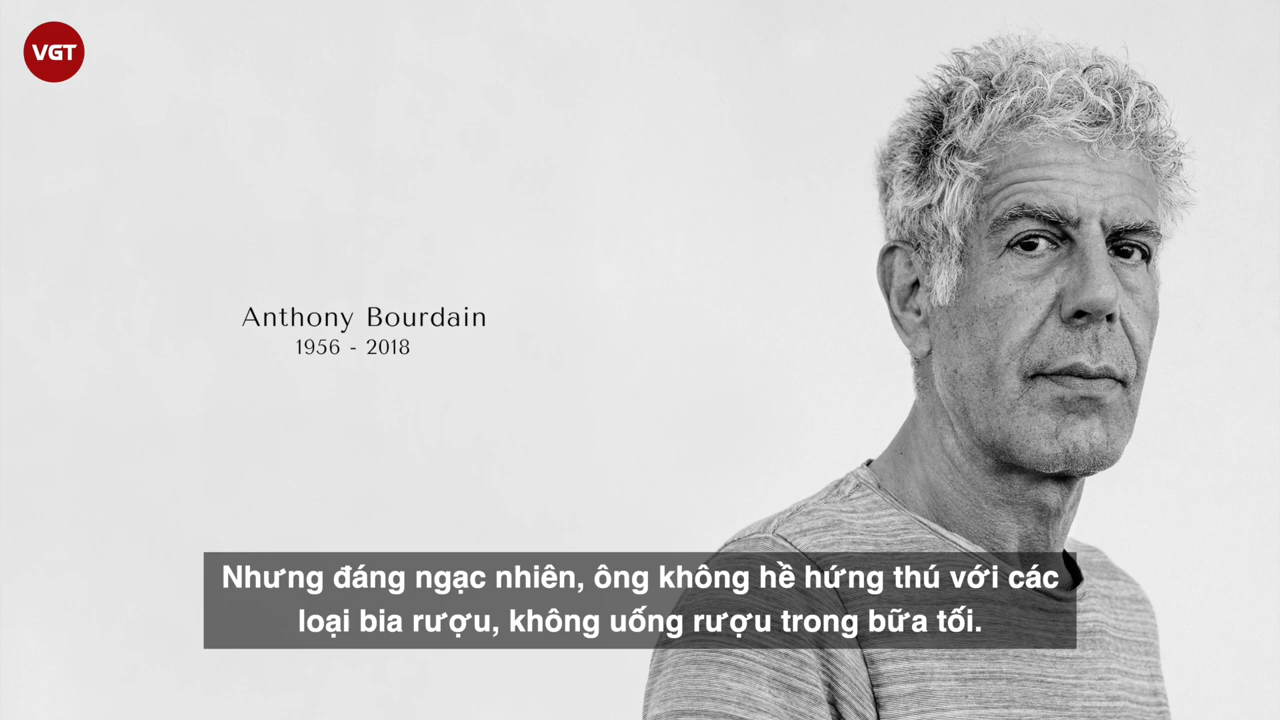 VGT
Anthony Bourdain
1956 - 2018
Nhưng đáng ngạc nhiên, ông không hề hứng thú với các
loại bia rượu, không uống rượu trong bữa tối.